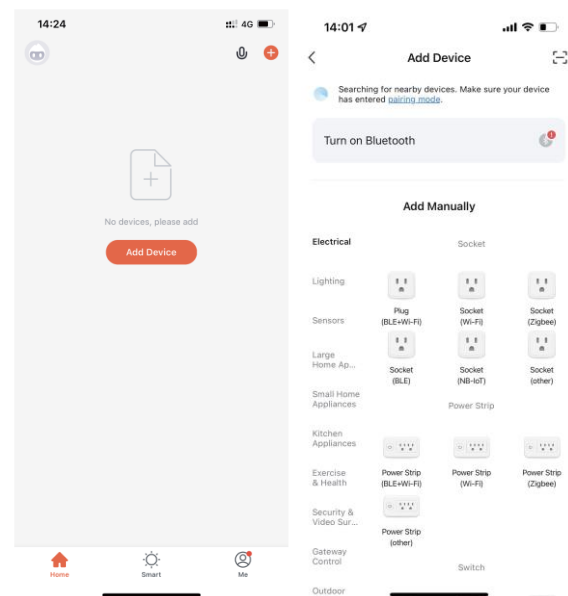 14:24
4G
No devices, please add
Add Device
Home
Smart
Me
14:01
Add Device
Searching for nearby devices. Make sure your device
has entered pairing mode.
Turn on Bluetooth
Add Manually
Electrical
Lighting
Sensors
Large
Home Ap...
Small Home
Appliances
Kitchen
Appliances
Exercise
& Health
Security &
Video Sur...
Gateway
Control
Outdoor
Socket
Plug
(BLE+Wi-Fi)
Socket
(Wi-Fi)
Socket
(Zigbee)
Socket
(BLE)
Socket
(NB-IoT)
Socket
(other)
Power Strip
Power Strip
(BLE+Wi-Fi)
Power Strip
(Wi-Fi)
Power Strip
(Zigbee)
Power Strip
(other)
Switch